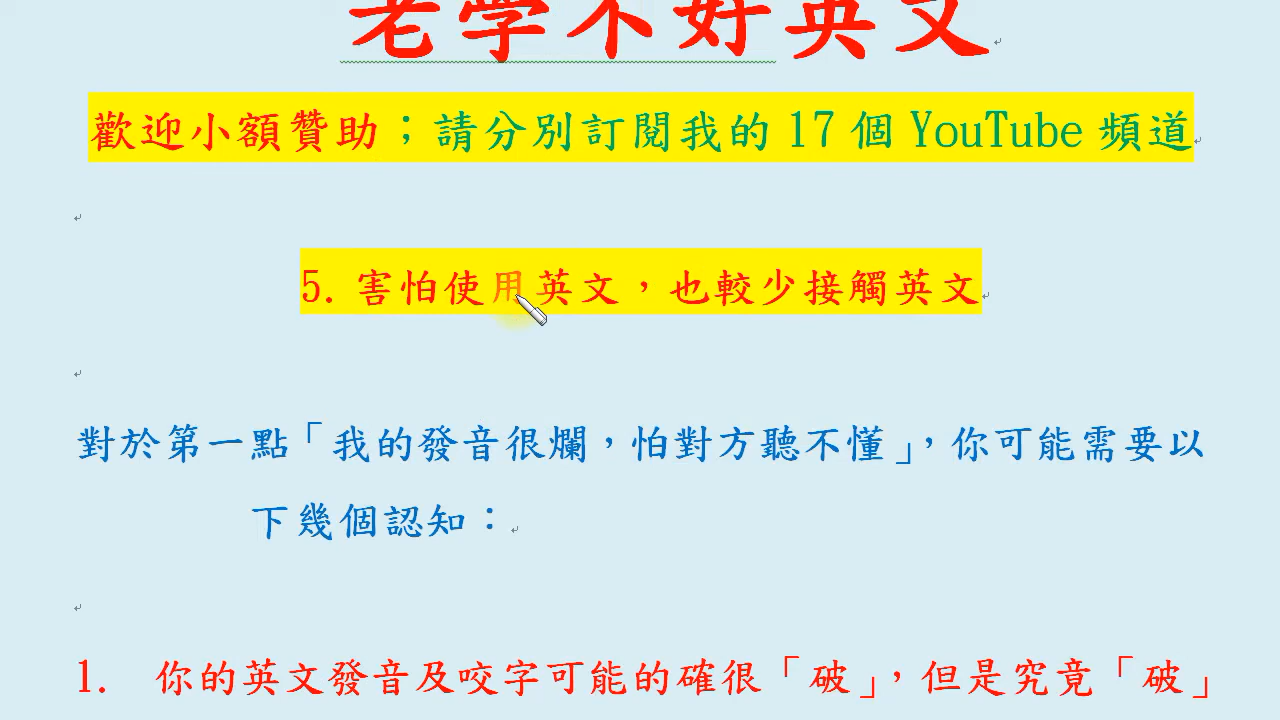 老學不好英文
歡迎小額贊助；請分別訂閱我的 17 個 YouTube 頻道
5. 害怕使用英文，也較少接觸英文
對於第一點「我的發音很爛，怕對方聽不懂」，你可能需要以
下幾個認知：
1. 你的英文發音及咬字可能的確很「破」，但是究竟「破」